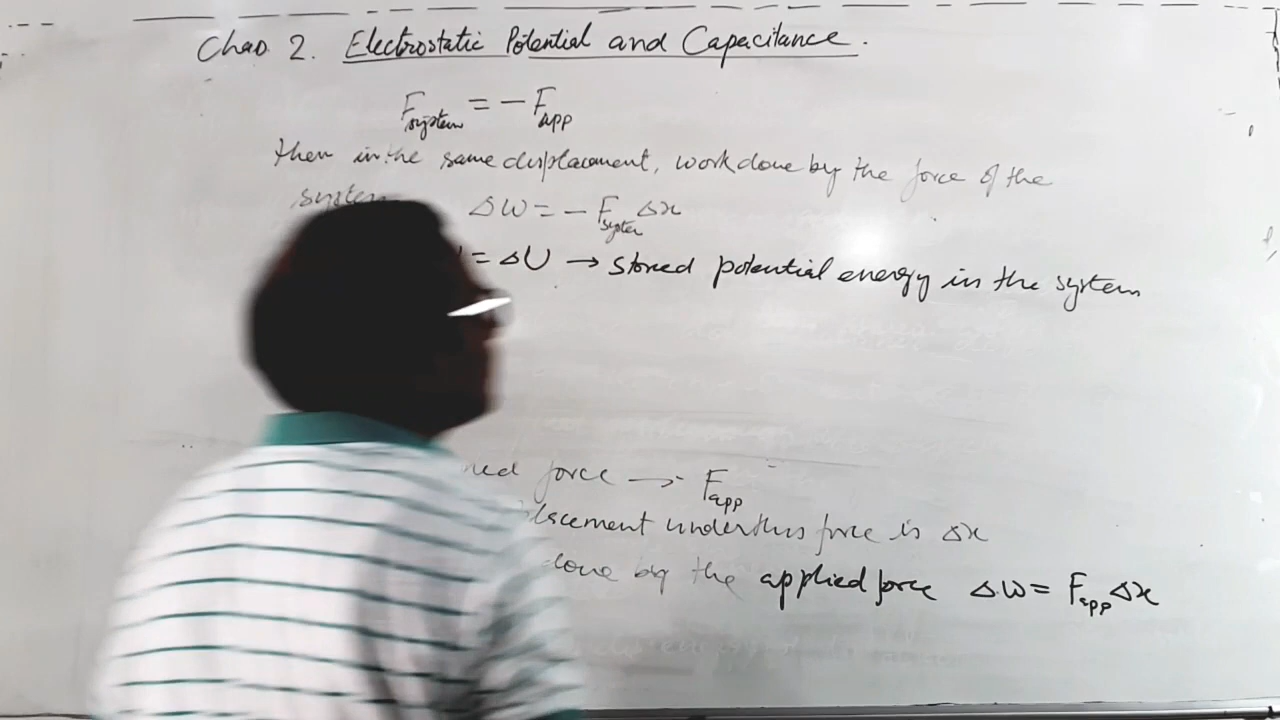 Chap 2. Electrostatic Potential and Capacitance.
F_system = - F_app
then in the same displacement, work done by the force of the
system ΔW = - F_system Δx
= ΔU → stored potential energy in the system
force → F_app
under this force is Δx
done by the applied force ΔW = F_app Δx